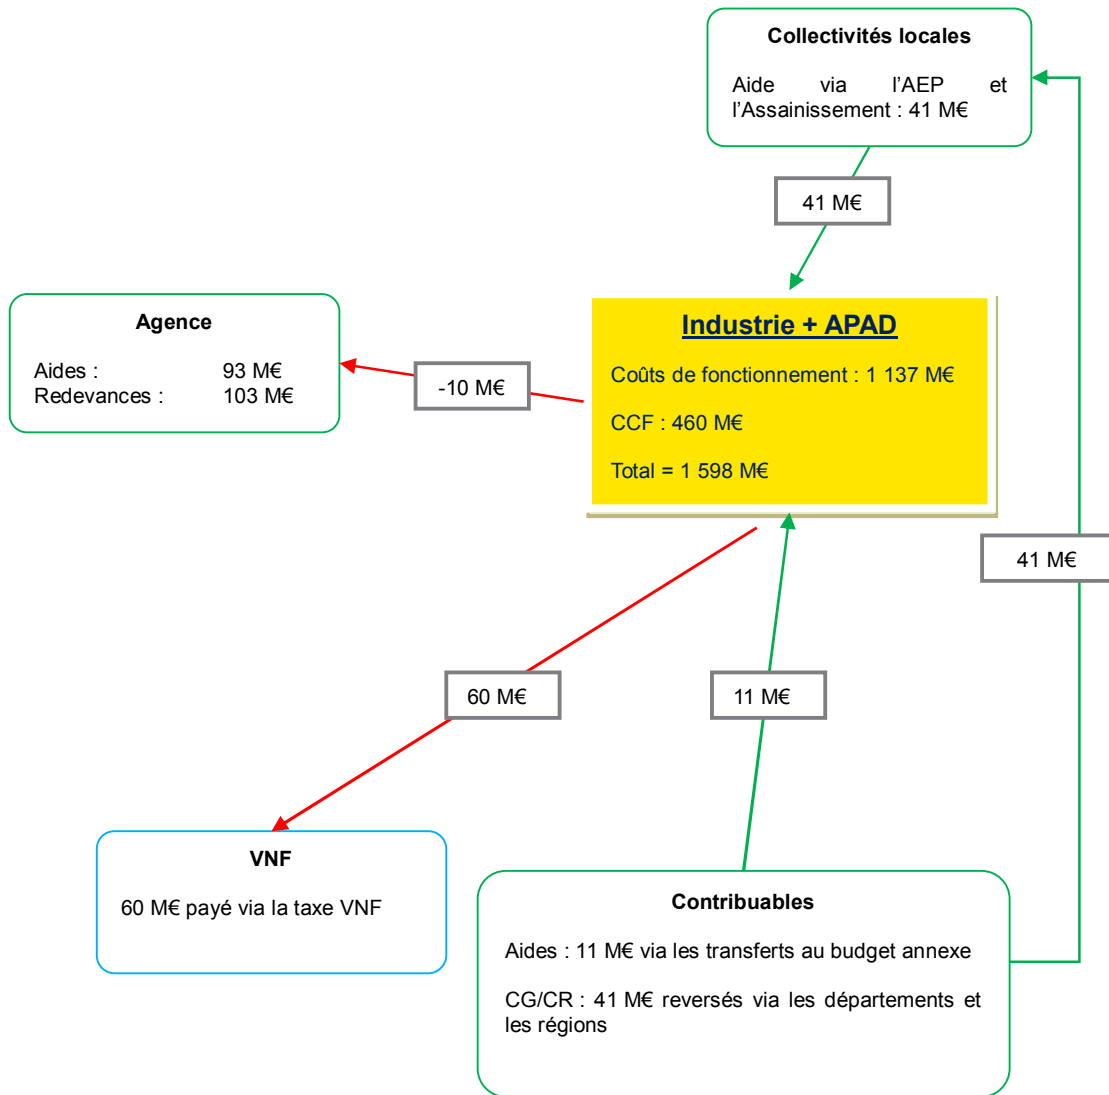 Collectivités locales
Aide via l'AEP et
l'Assainissement : 41 M€
41 M€
Agence
Aides : 93 M€
Redevances : 103 M€
-10 M€
Industrie + APAD
Coûts de fonctionnement : 1 137 M€
CCF : 460 M€
Total = 1 598 M€
41 M€
60 M€
11 M€
VNF
60 M€ payé via la taxe VNF
Contribuables
Aides : 11 M€ via les transferts au budget annexe
CG/CR : 41 M€ reversés via les départements et
les régions